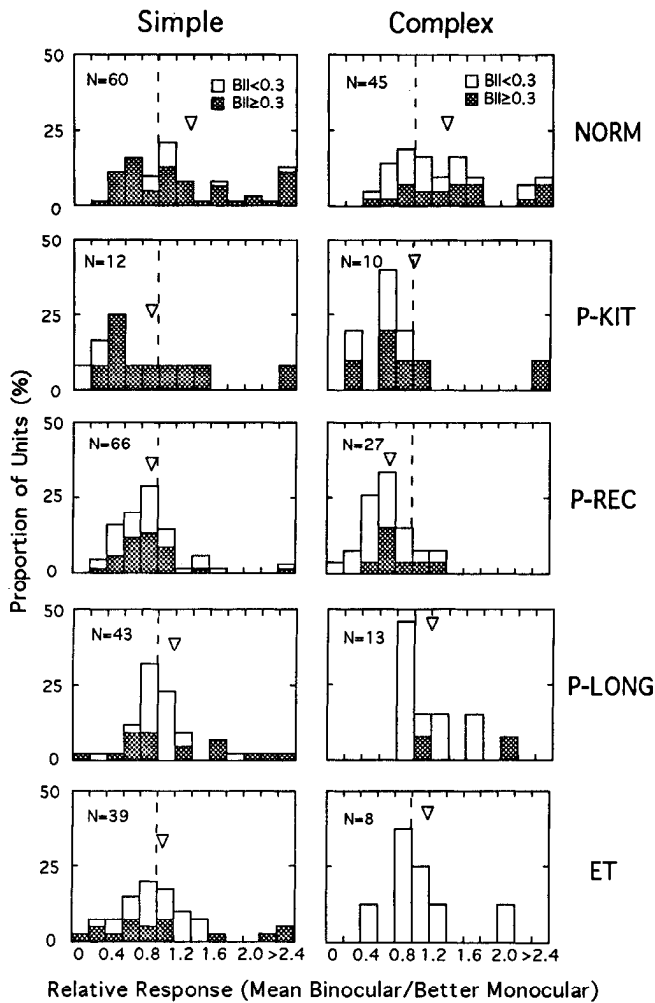 Simple Complex
50
25
0
N=60
BII<0.3
BII≥0.3
N=45
BII<0.3
BII≥0.3
NORM
50
25
0
N=12
N=10
P-KIT
50
25
0
N=66
N=27
P-REC
50
25
0
N=43
N=13
P-LONG
50
25
0
N=39
N=8
ET
Proportion of Units (%)
0 0.4 0.8 1.2 1.6 2.0 >2.4
0 0.4 0.8 1.2 1.6 2.0 >2.4
Relative Response (Mean Binocular/Better Monocular)